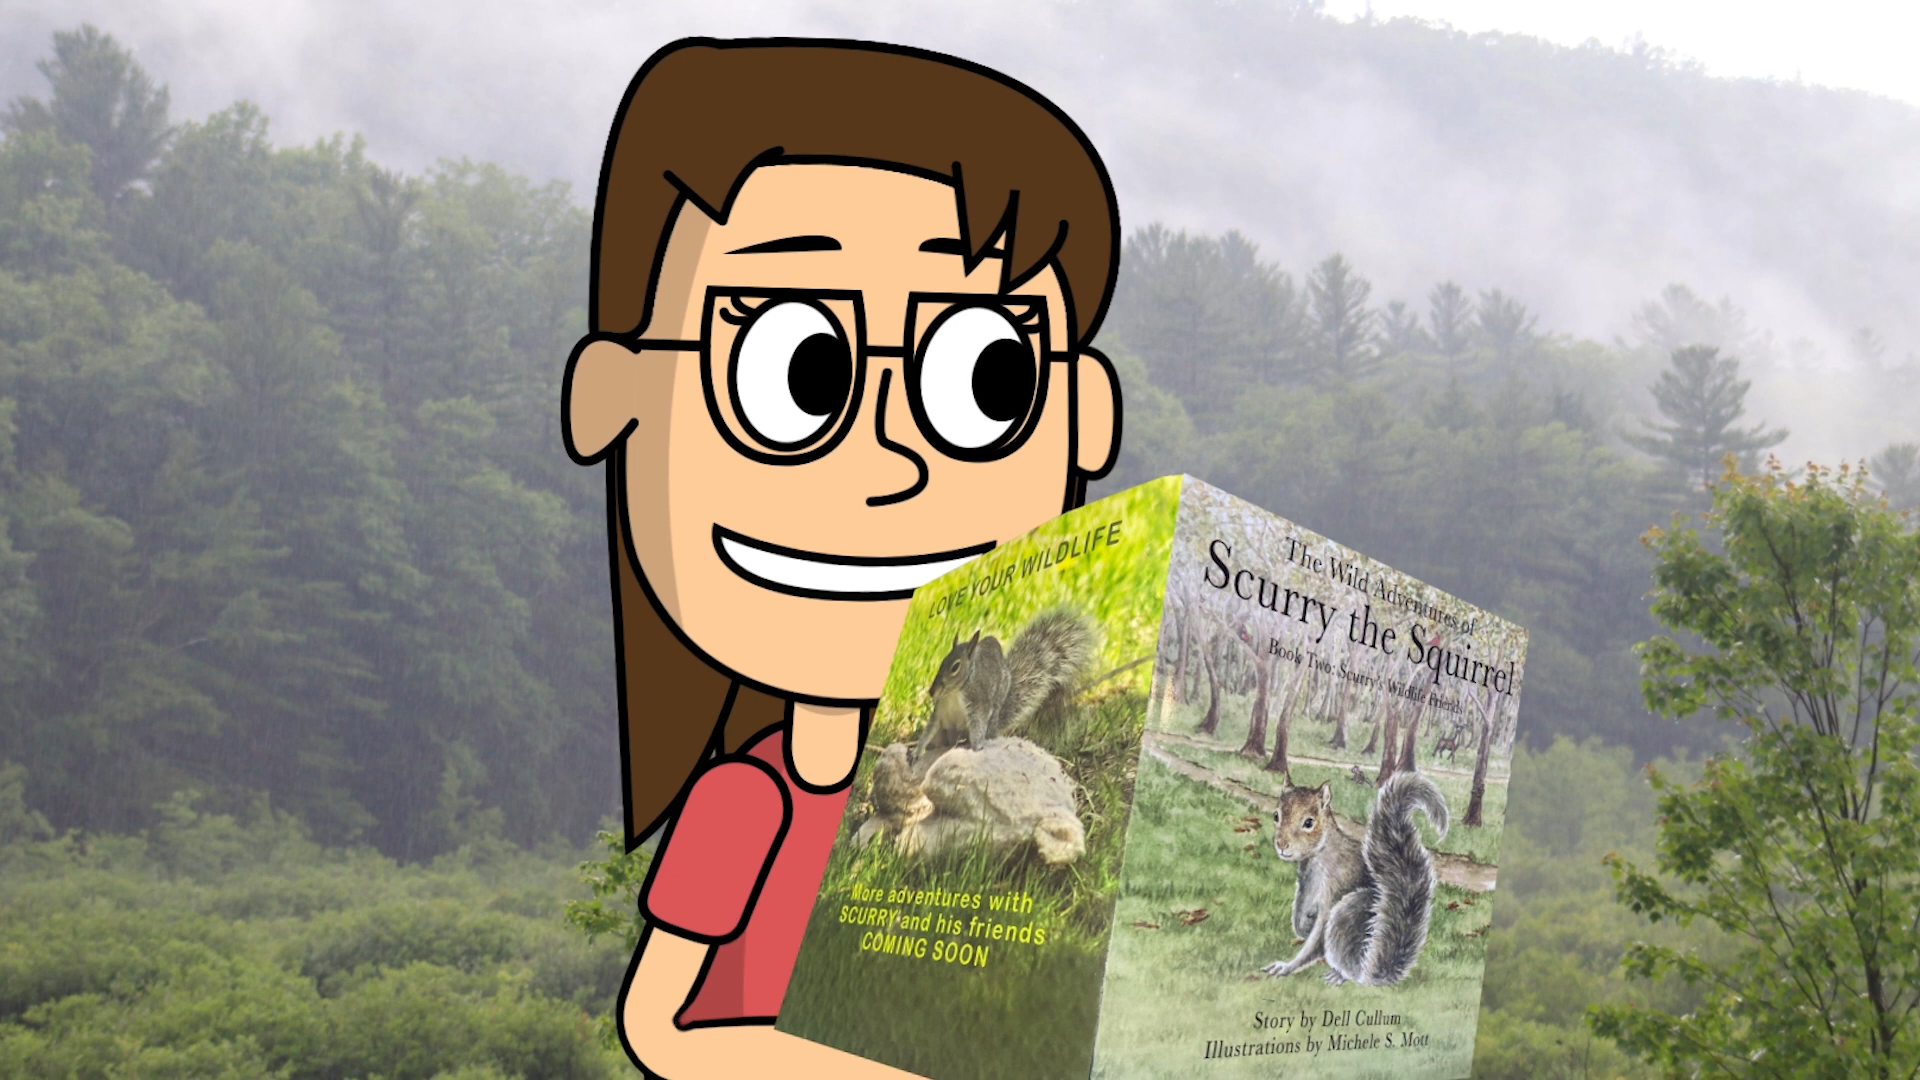 LOVE YOUR WILDLIFE
More adventures with
SCURRY and his friends
COMING SOON
The Wild Adventures of
Scurry the Squirrel
Book Two: Scurry's Wildlife Friends
Story by Dell Cullum
Illustrations by Michele S. Mott